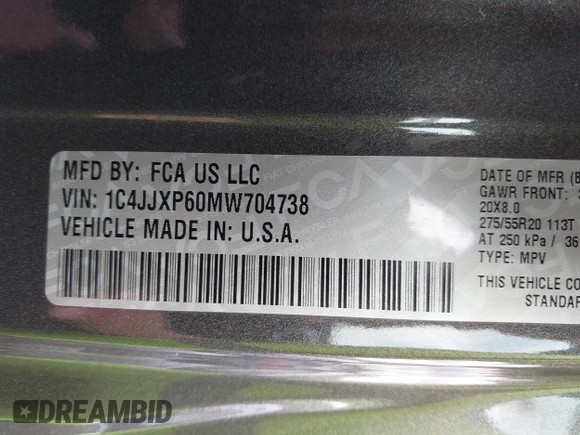 MFD BY: FCA US LLC
VIN: 1C4JJXP60MW704738
VEHICLE MADE IN: U.S.A.
DATE OF MFR
GAWR FRONT:
20X8.0
275/55R20 113T
AT 250 kPa / 36
TYPE: MPV
THIS VEHICLE
STANDAR
DREAMBID